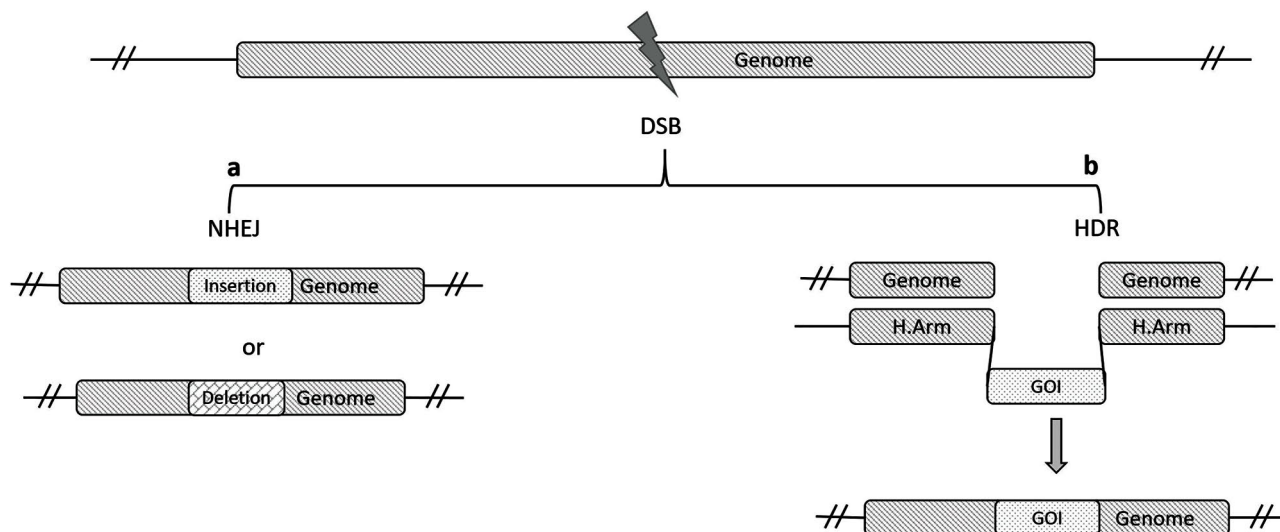 Genome
DSB
a
b
NHEJ
HDR
Insertion Genome
Genome
Genome
H.Arm
H.Arm
or
Deletion Genome
GOI
GOI Genome